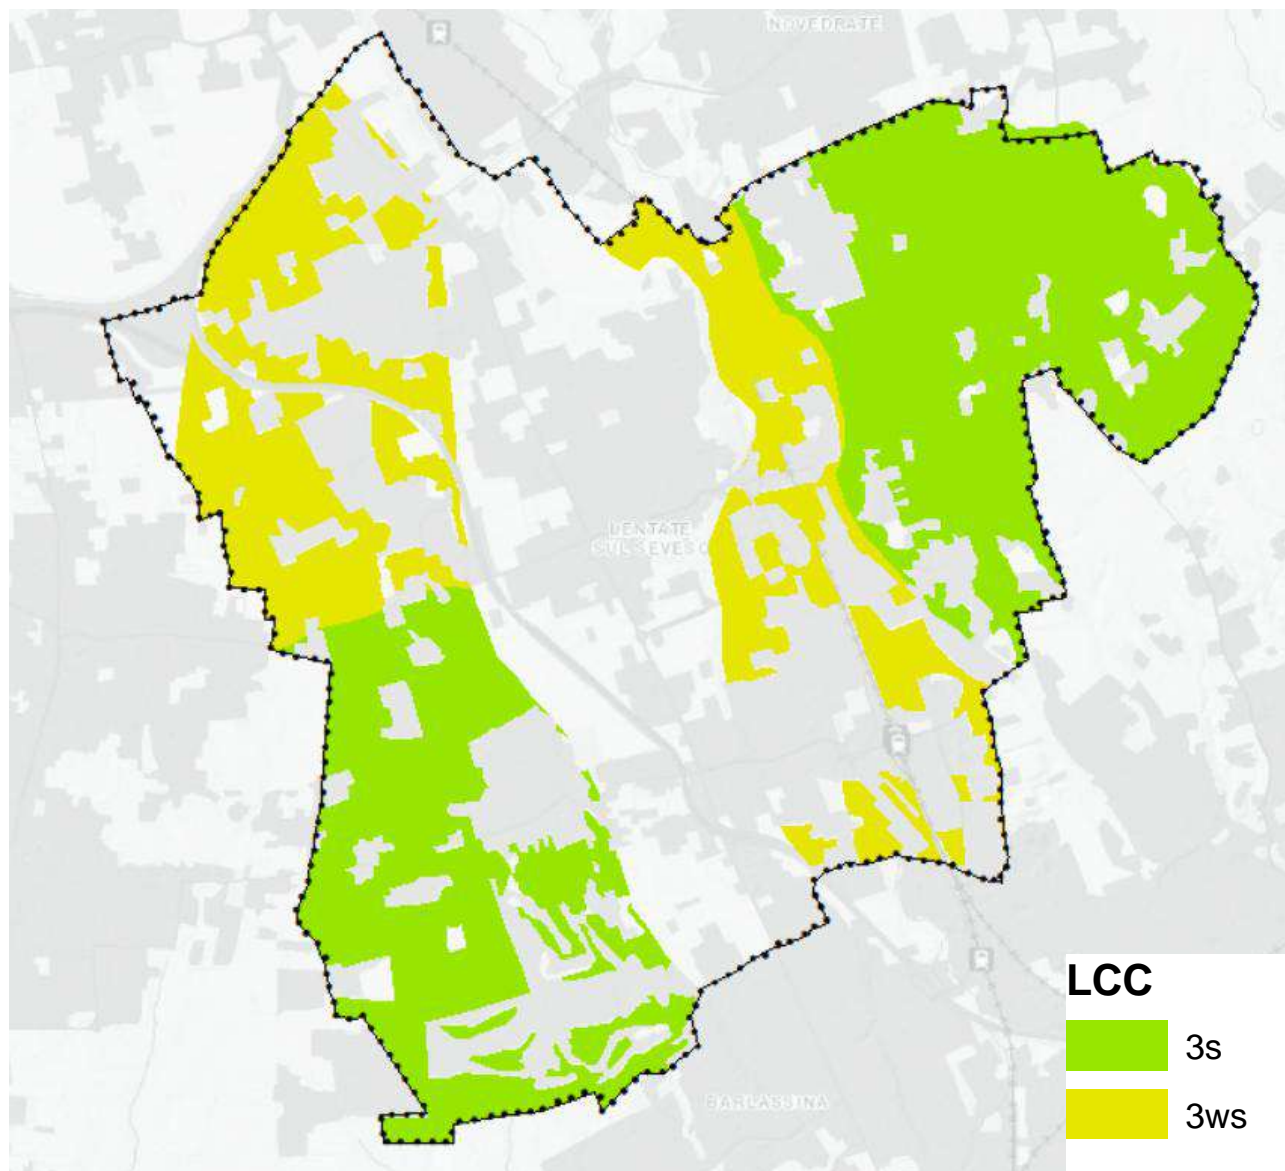 NOVEDRATE
LENTATE
SUL SEVESO
BARLASSINA
LCC
3s
3ws